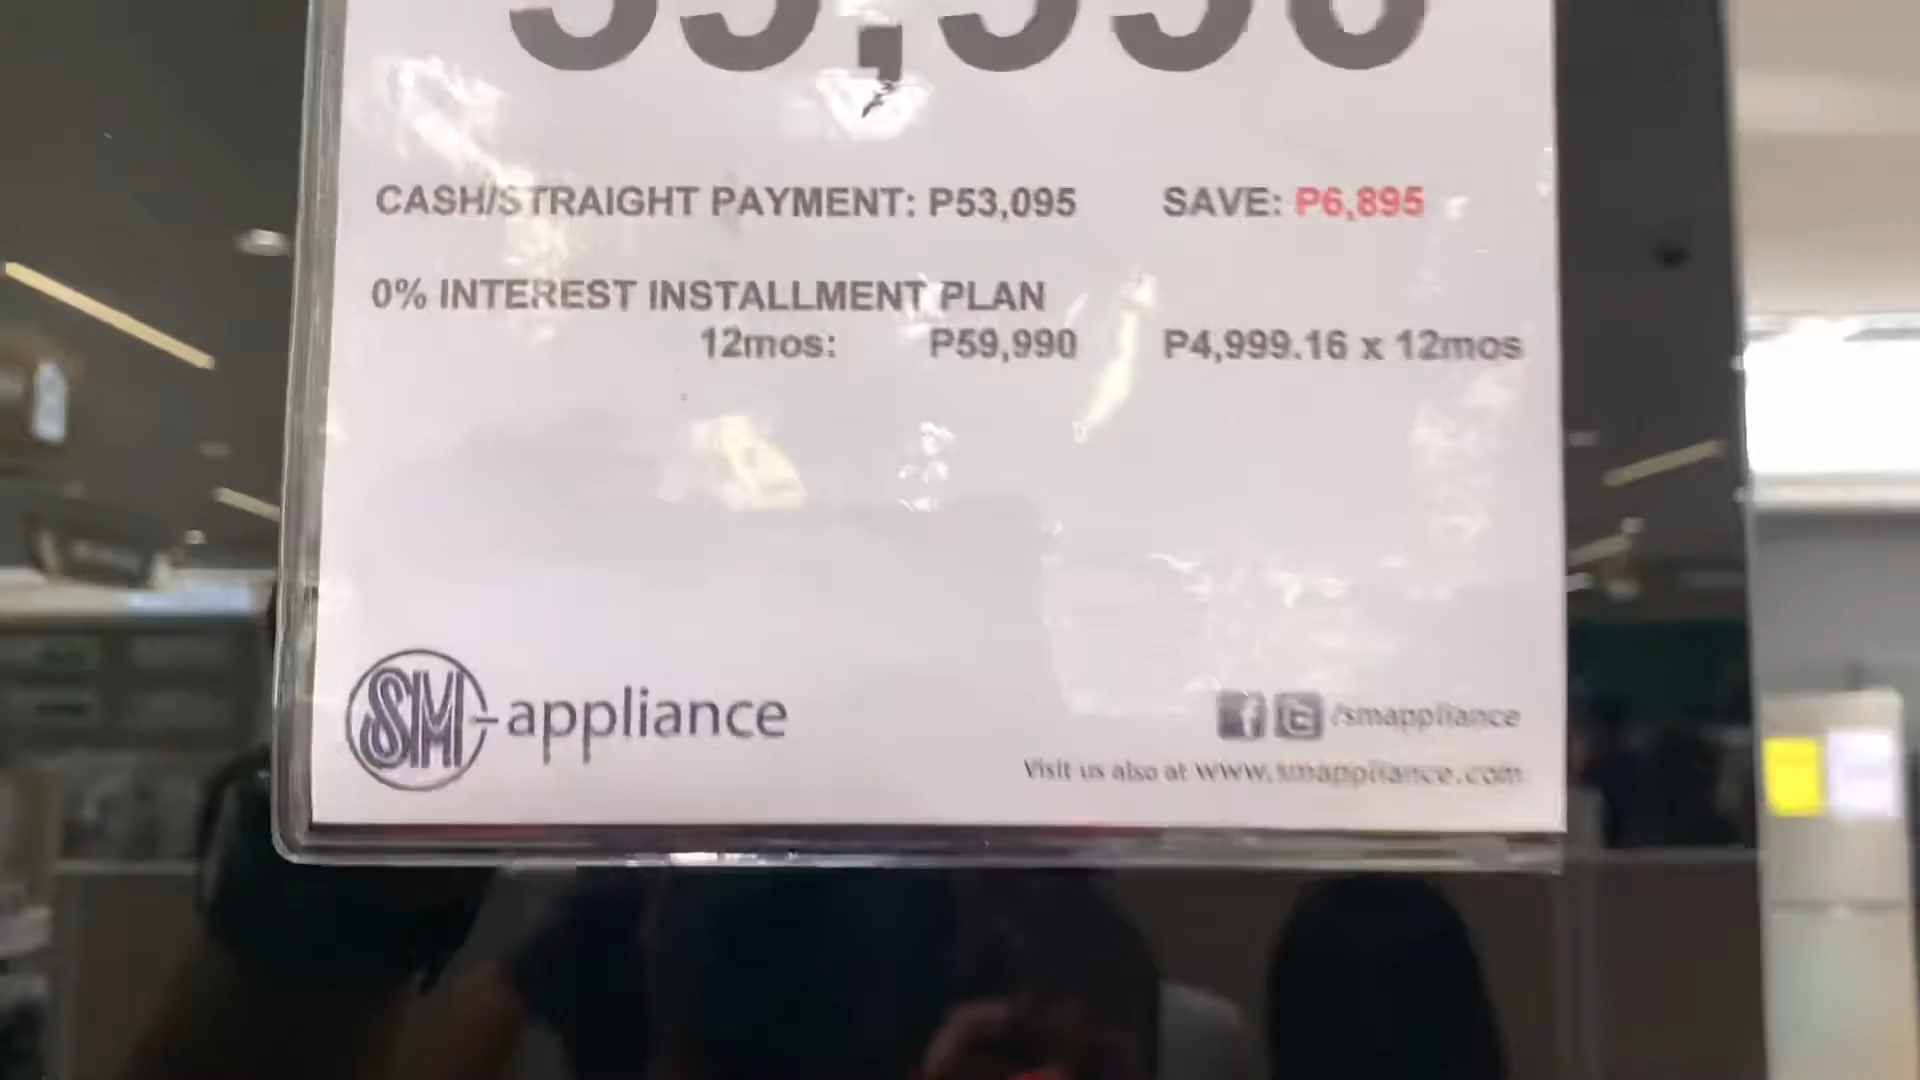 CASH/STRAIGHT PAYMENT: P53,095 SAVE: P6,895
0% INTEREST INSTALLMENT PLAN
12mos: P59,990 P4,999.16 x 12mos
SM appliance
/smappliance
Visit us also at www.smappliance.com